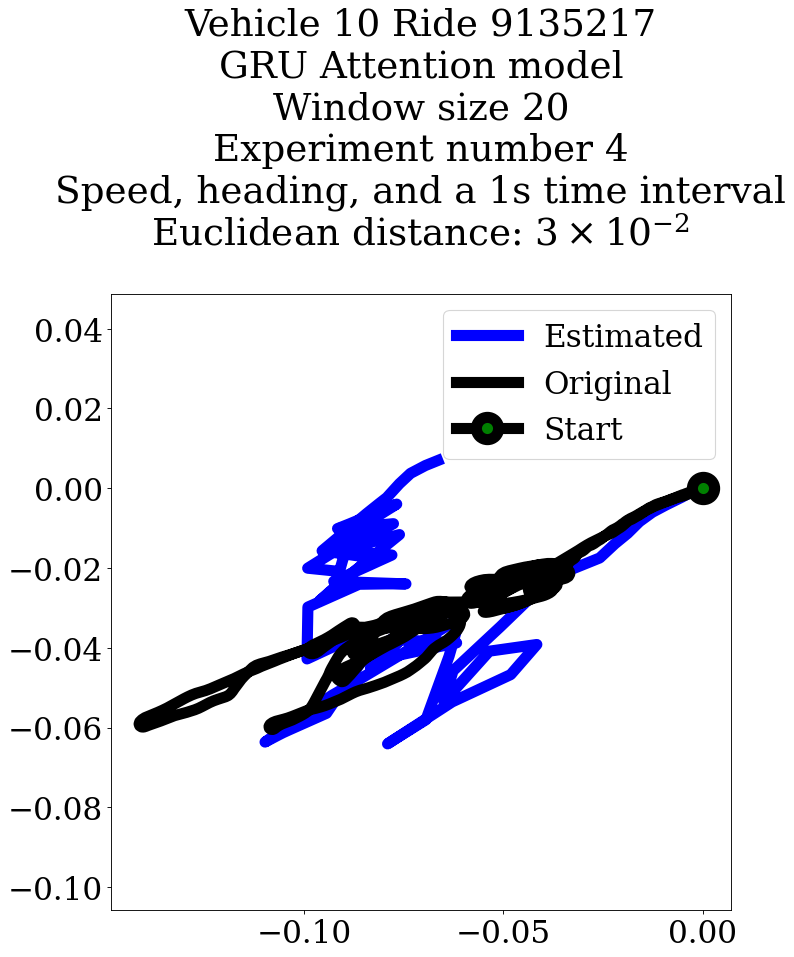 Vehicle 10 Ride 9135217
GRU Attention model
Window size 20
Experiment number 4
Speed, heading, and a 1s time interval
Euclidean distance: 3 × 10⁻²
Estimated
Original
Start
0.04
0.02
0.00
−0.02
−0.04
−0.06
−0.08
−0.10
−0.10 −0.05 0.00